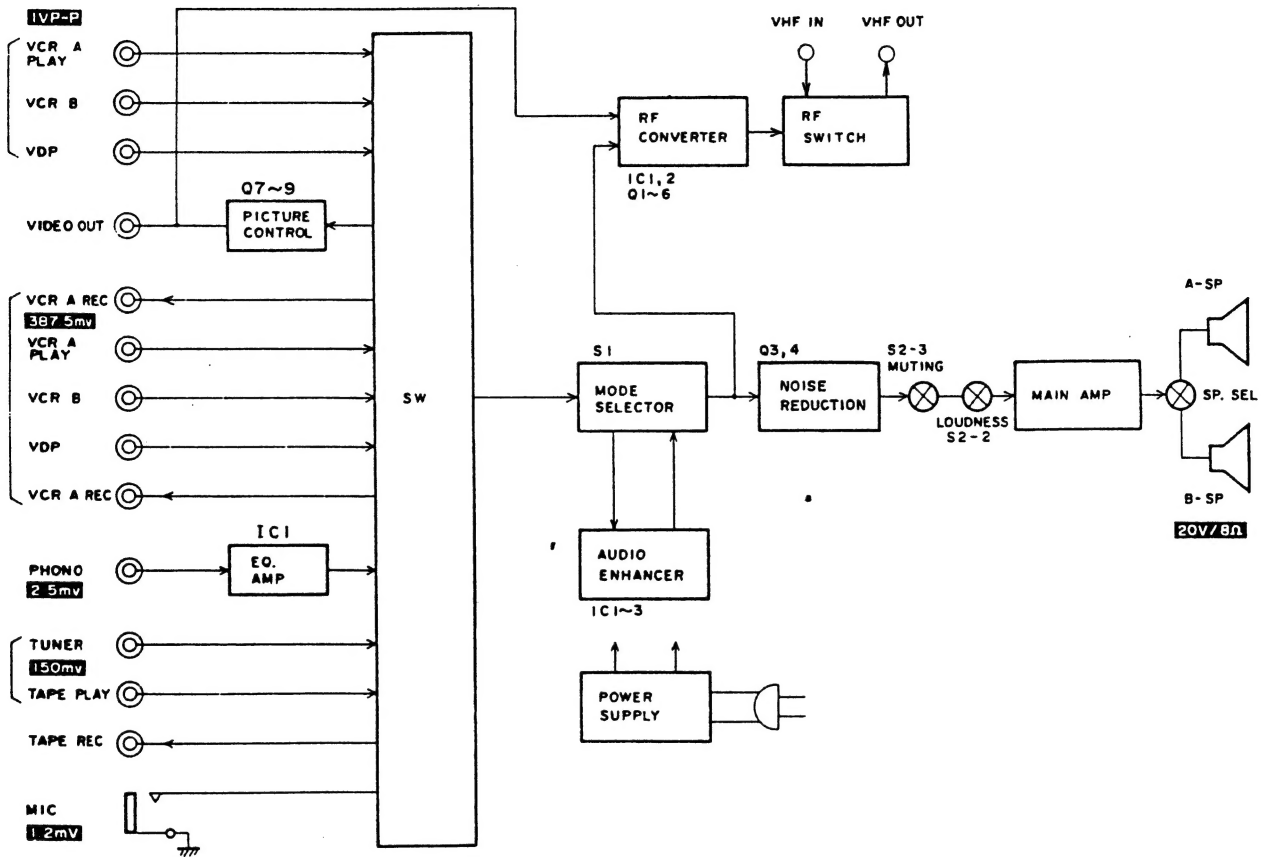 1VP-P
VCR A
PLAY
VCR B
VDP
VIDEO OUT
Q7~9
PICTURE
CONTROL
VCR A REC
387.5mv
VCR A
PLAY
VCR B
VDP
VCR A REC
PHONO
2.5mv
IC1
EQ.
AMP
TUNER
150mv
TAPE PLAY
TAPE REC
MIC
1.2mV
SW
VHF IN
VHF OUT
RF
CONVERTER
IC1,2
Q1~6
RF
SWITCH
S1
MODE
SELECTOR
Q3,4
NOISE
REDUCTION
S2-3
MUTING
LOUDNESS
S2-2
MAIN AMP
A-SP
SP. SEL
B-SP
20V/8Ω
AUDIO
ENHANCER
IC1~3
POWER
SUPPLY